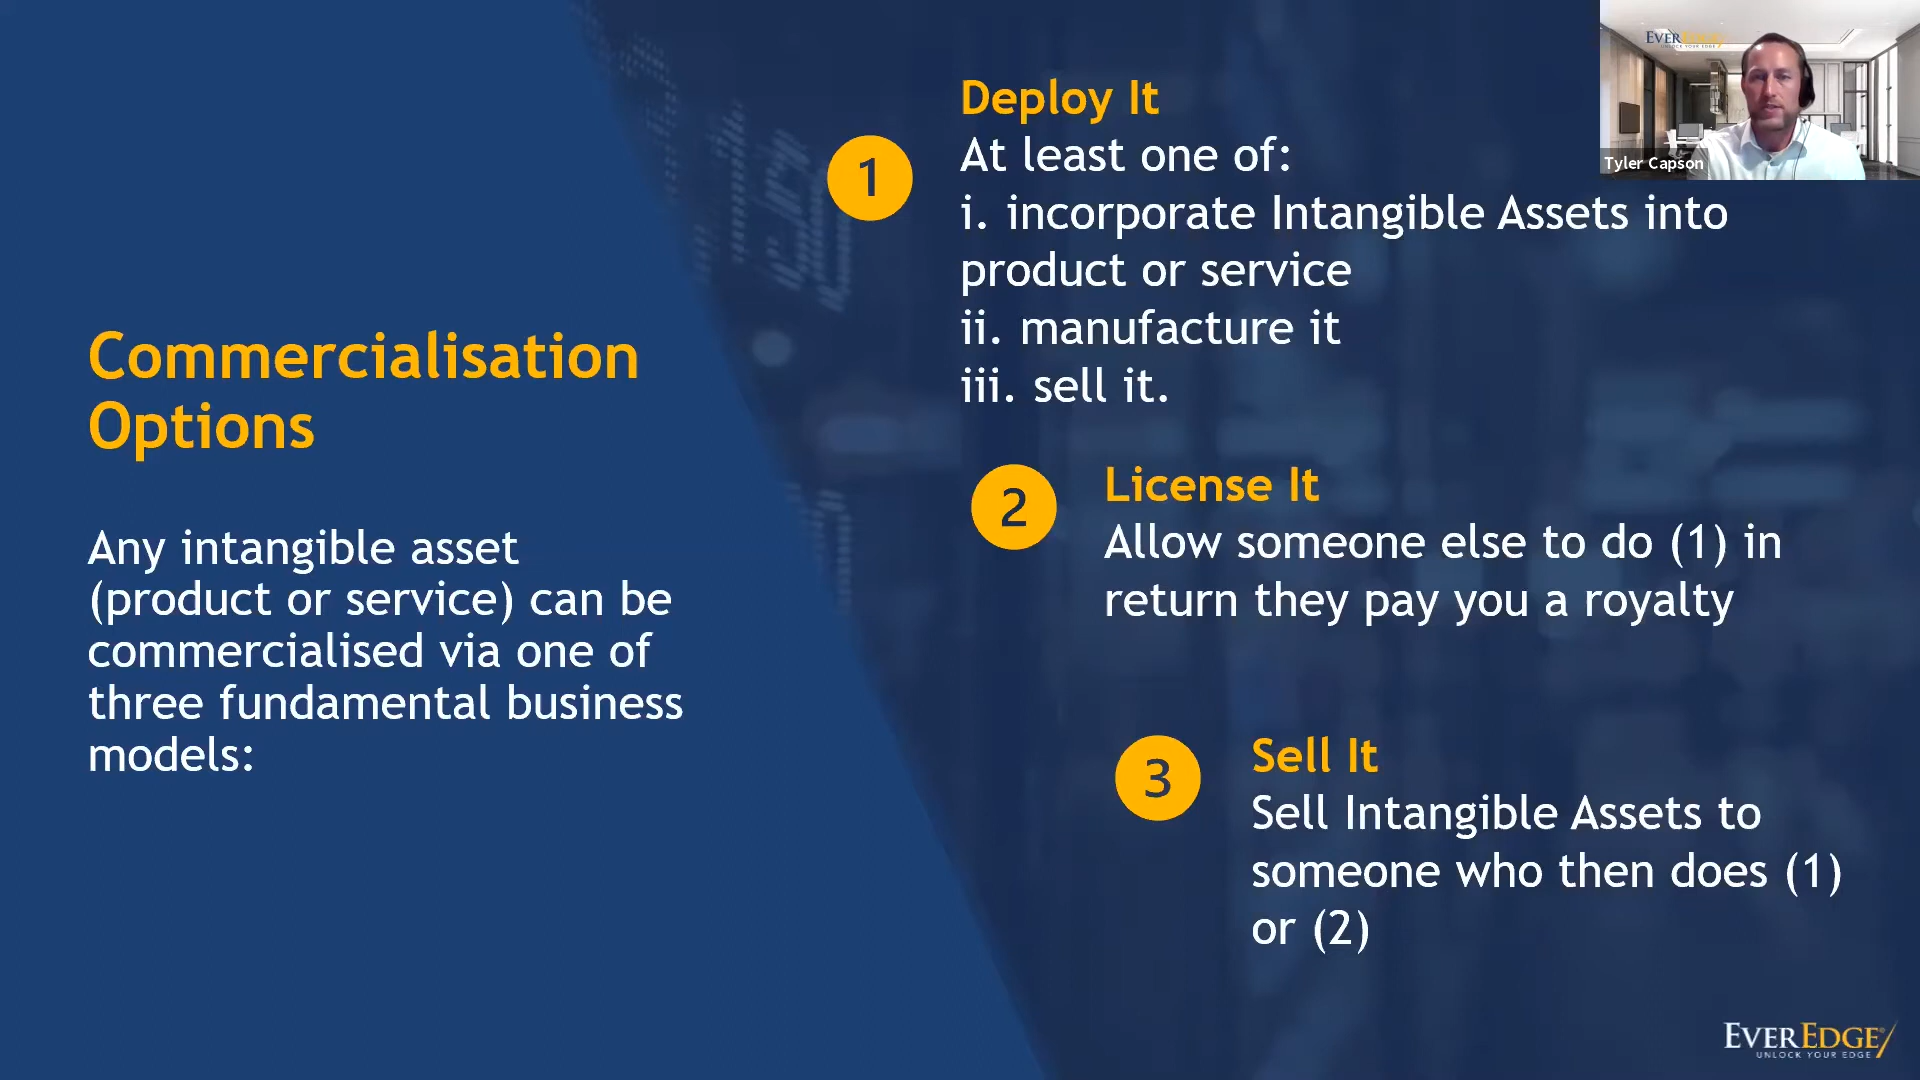 Commercialisation
Options
Any intangible asset
(product or service) can be
commercialised via one of
three fundamental business
models:
1
Deploy It
At least one of:
i. incorporate Intangible Assets into
product or service
ii. manufacture it
iii. sell it.
2
License It
Allow someone else to do (1) in
return they pay you a royalty
3
Sell It
Sell Intangible Assets to
someone who then does (1)
or (2)
EVEREDGE
UNLOCK YOUR EDGE
Tyler Capson
EVEREDGE
UNLOCK YOUR EDGE